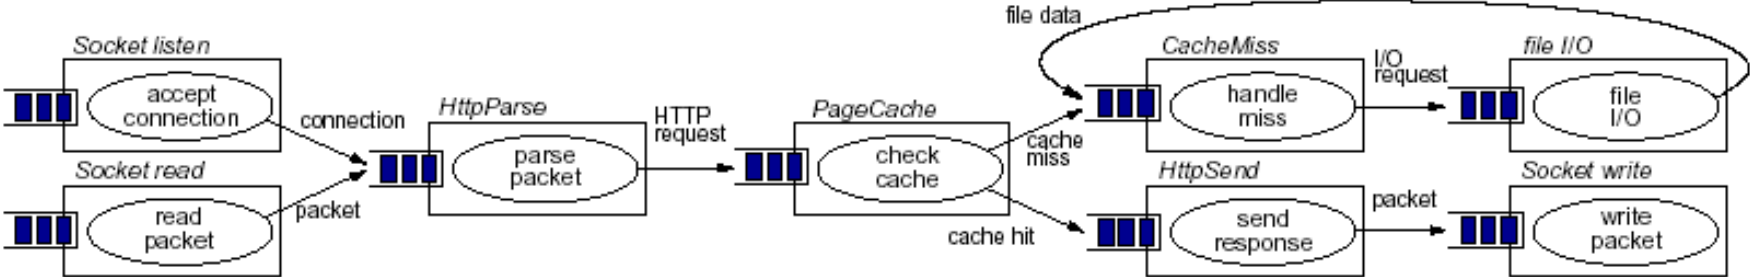 Socket listen
accept
connection
connection
Socket read
read
packet
packet
HttpParse
parse
packet
HTTP
request
PageCache
check
cache
cache
miss
cache hit
file data
CacheMiss
handle
miss
I/O
request
file I/O
file
I/O
HttpSend
send
response
packet
Socket write
write
packet